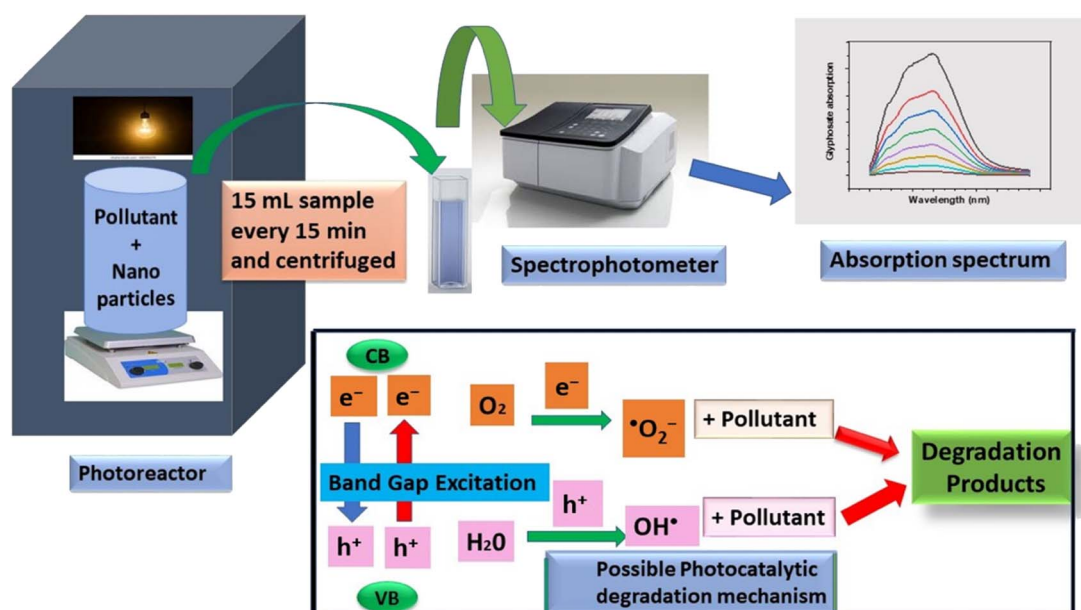 Pollutant
+
Nano
particles
Photoreactor
15 mL sample
every 15 min
and centrifuged
Spectrophotometer
Glyphosate absorption
Wavelength (nm)
Absorption spectrum
CB
e⁻
e⁻
O₂
e⁻
•O₂⁻
+ Pollutant
Band Gap Excitation
h⁺
h⁺
H₂0
h⁺
OH•
+ Pollutant
VB
Degradation
Products
Possible Photocatalytic
degradation mechanism